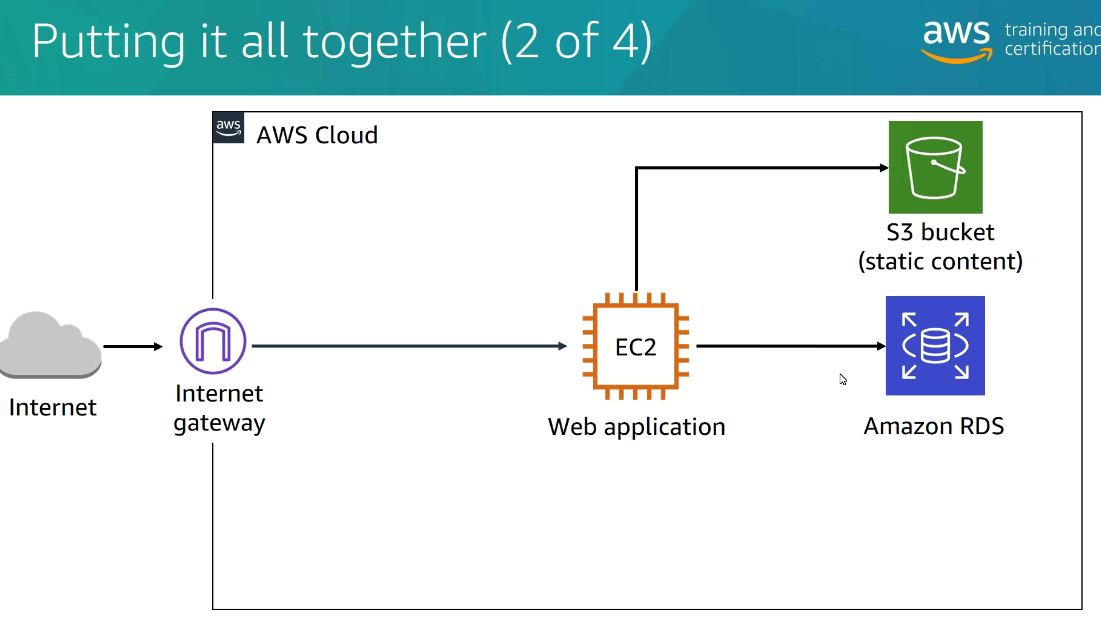 Putting it all together (2 of 4)
aws
training and
certification
aws
AWS Cloud
S3 bucket
(static content)
Internet
Internet
gateway
EC2
Web application
Amazon RDS